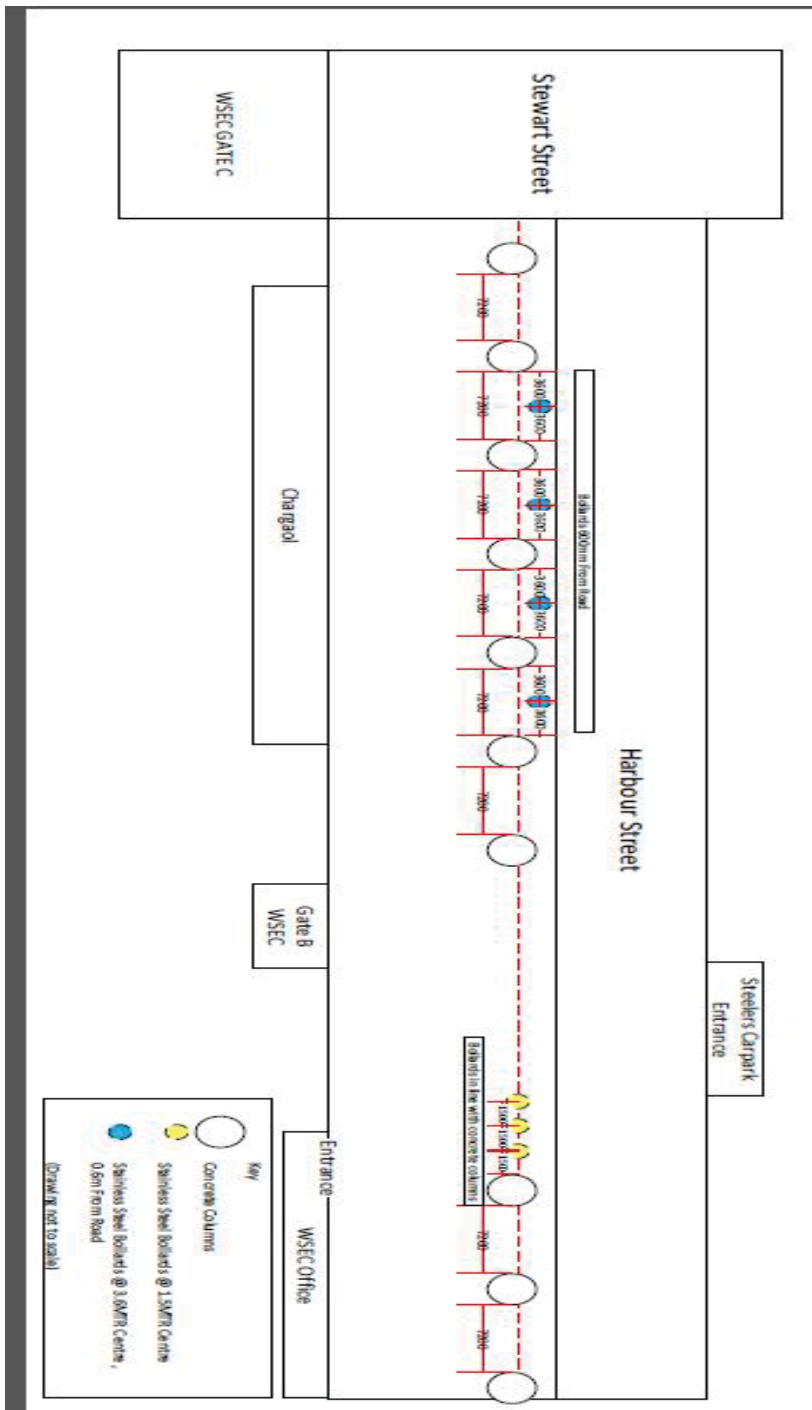 WSEC GATE C
Stewart Street
Harbour Street
Bollards 600mm From Road
3600
3600
3600
3600
3600
3600
3600
3600
7200
7200
7200
7200
7200
7200
Chargaol
Gate B
WSEC
Steelers Carpark
Entrance
Bollards in line with concrete columns
1500
1500
7200
7200
Entrance
WSEC Office
Key
Concrete Columns
Stainless Steel Bollards @ 1.5MTR Centre
Stainless Steel Bollards @ 3.6MTR Centre ,
0.6m From Road
(Drawing not to scale)